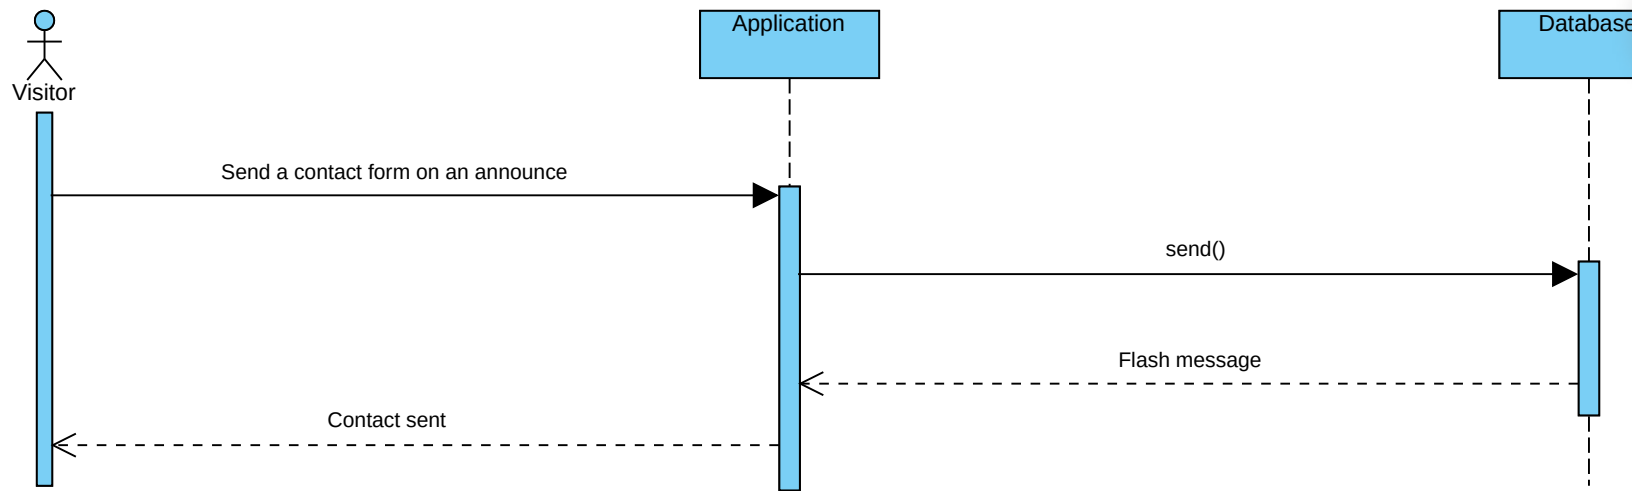 Application
Database
Visitor
Send a contact form on an announce
send()
Flash message
Contact sent